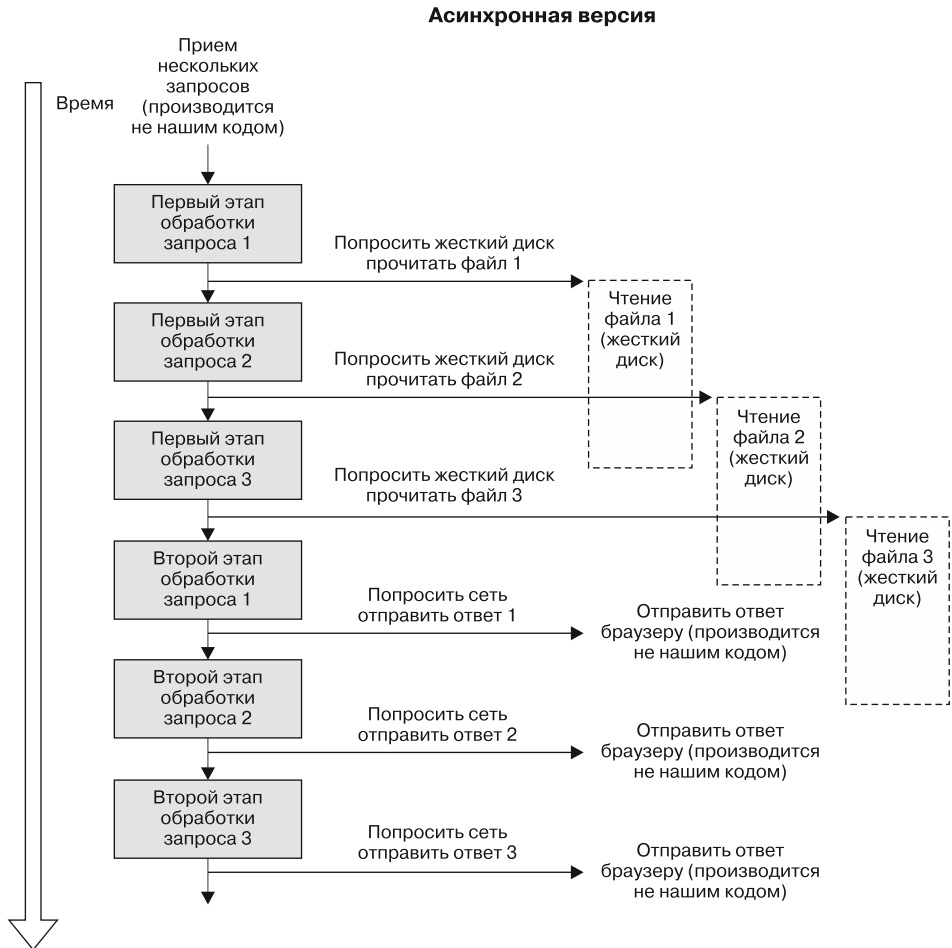 Асинхронная версия
Прием
нескольких
запросов
(производится
не нашим кодом)
Время
Первый этап
обработки
запроса 1
Попросить жесткий диск
прочитать файл 1
Чтение
файла 1
(жесткий
диск)
Первый этап
обработки
запроса 2
Попросить жесткий диск
прочитать файл 2
Чтение
файла 2
(жесткий
диск)
Первый этап
обработки
запроса 3
Попросить жесткий диск
прочитать файл 3
Чтение
файла 3
(жесткий
диск)
Второй этап
обработки
запроса 1
Попросить сеть
отправить ответ 1
Отправить ответ
браузеру (производится
не нашим кодом)
Второй этап
обработки
запроса 2
Попросить сеть
отправить ответ 2
Отправить ответ
браузеру (производится
не нашим кодом)
Второй этап
обработки
запроса 3
Попросить сеть
отправить ответ 3
Отправить ответ
браузеру (производится
не нашим кодом)